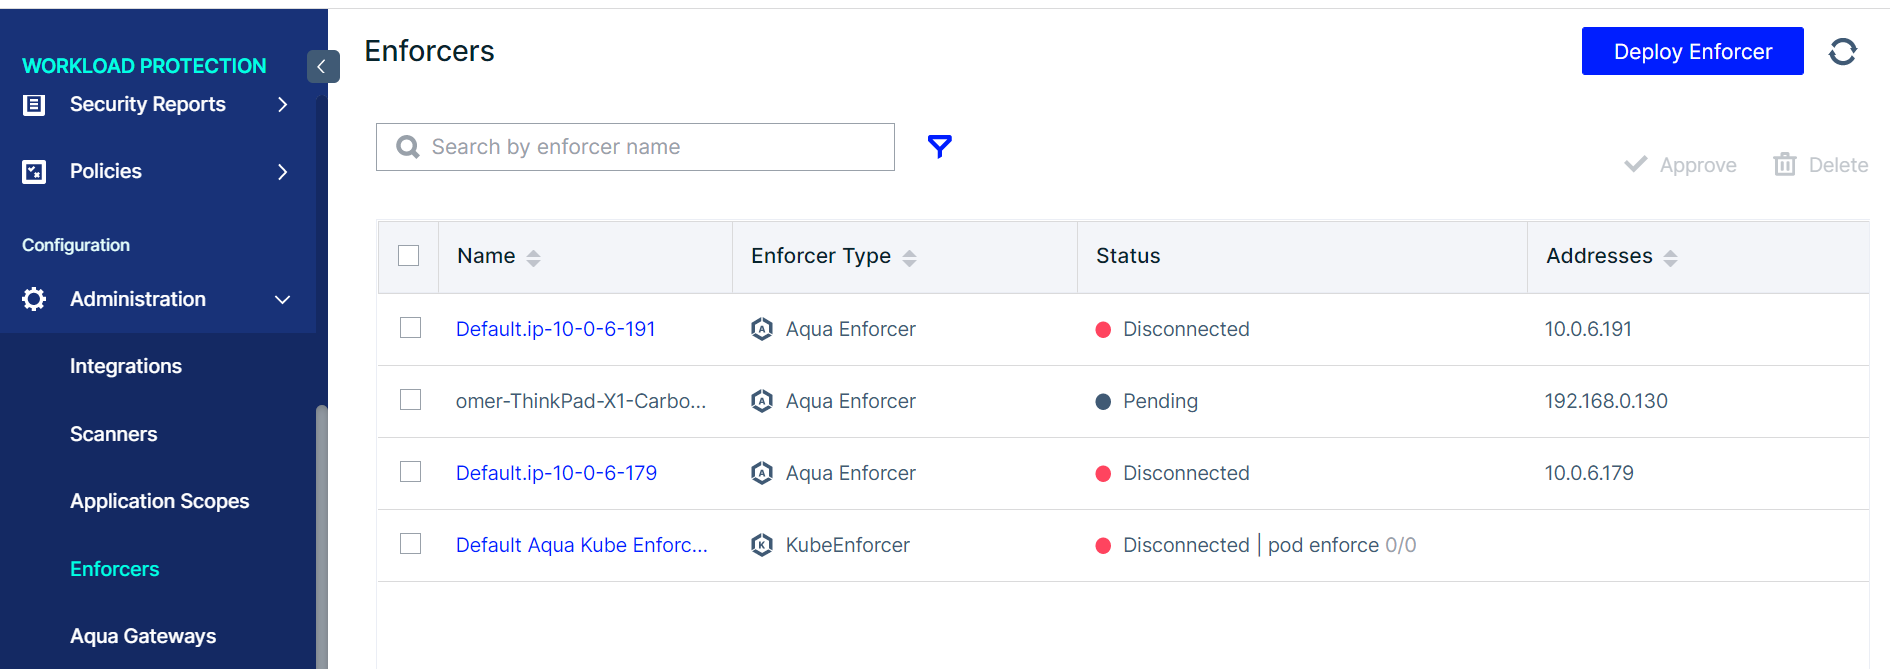 WORKLOAD PROTECTION
Security Reports
Policies
Configuration
Administration
Integrations
Scanners
Application Scopes
Enforcers
Aqua Gateways
Enforcers
Deploy Enforcer
Search by enforcer name
Approve Delete
Name Enforcer Type Status Addresses
Default.ip-10-0-6-191 Aqua Enforcer Disconnected 10.0.6.191
omer-ThinkPad-X1-Carbo... Aqua Enforcer Pending 192.168.0.130
Default.ip-10-0-6-179 Aqua Enforcer Disconnected 10.0.6.179
Default Aqua Kube Enforc... KubeEnforcer Disconnected | pod enforce 0/0